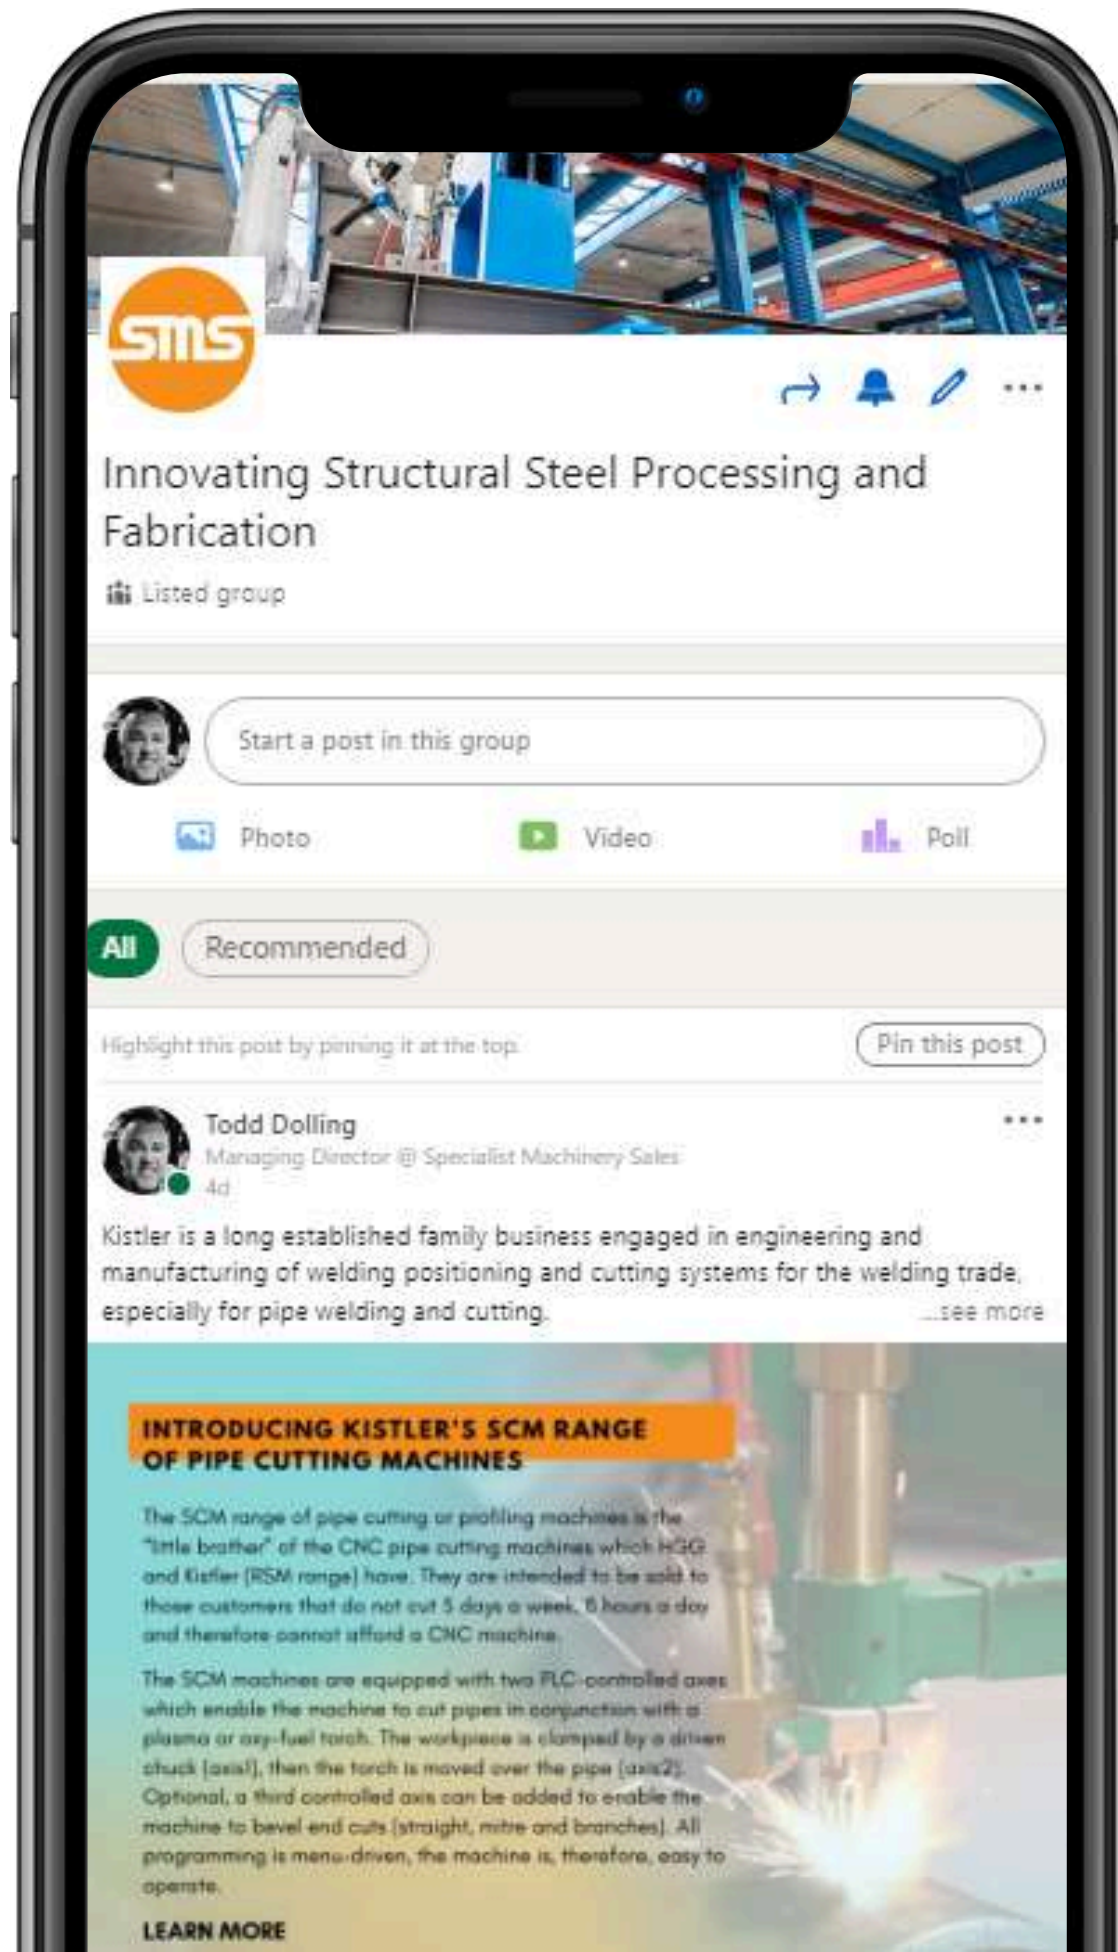 sms
Innovating Structural Steel Processing and
Fabrication
Listed group
Start a post in this group
Photo
Video
Poll
All
Recommended
Highlight this post by pinning it at the top.
Pin this post
Todd Dolling
Managing Director @ Specialist Machinery Sales
4d
Kistler is a long established family business engaged in engineering and
manufacturing of welding positioning and cutting systems for the welding trade,
especially for pipe welding and cutting.
...see more
INTRODUCING KISTLER'S SCM RANGE
OF PIPE CUTTING MACHINES
The SCM range of pipe cutting or profiling machines is the
"little brother" of the CNC pipe cutting machines which HGG
and Kistler (RSM range) have. They are intended to be sold to
those customers that do not cut 5 days a week, 8 hours a day
and therefore cannot afford a CNC machine.
The SCM machines are equipped with two PLC-controlled axes
which enable the machine to cut pipes in conjunction with a
plasma or oxy-fuel torch. The workpiece is clamped by a driven
chuck (axis1), then the torch is moved over the pipe (axis2).
Optional, a third controlled axis can be added to enable the
machine to bevel end cuts (straight, mitre and branches). All
programming is menu-driven, the machine is, therefore, easy to
operate.
LEARN MORE